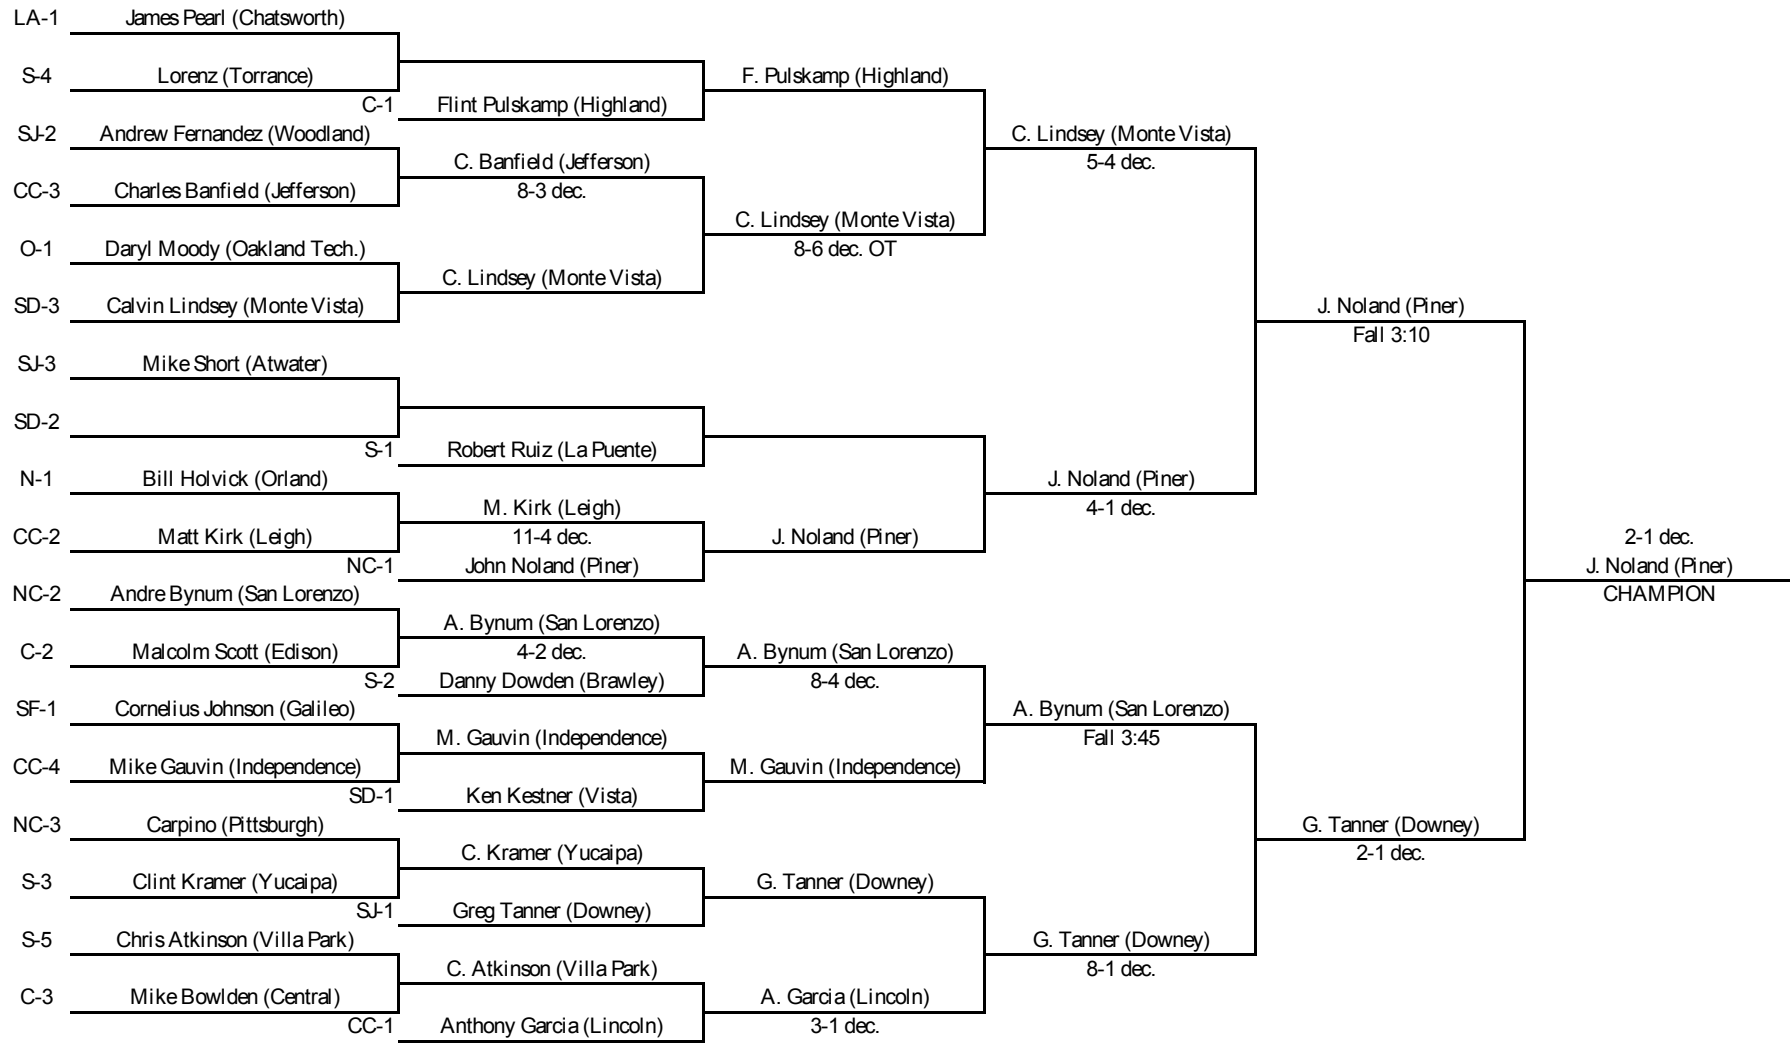 LA-1 James Pearl (Chatsworth)
S-4 Lorenz (Torrance) F. Pulskamp (Highland)
C-1 Flint Pulskamp (Highland)
SJ-2 Andrew Fernandez (Woodland) C. Lindsey (Monte Vista)
C. Banfield (Jefferson) 5-4 dec.
CC-3 Charles Banfield (Jefferson) 8-3 dec.
C. Lindsey (Monte Vista)
O-1 Daryl Moody (Oakland Tech.) 8-6 dec. OT
C. Lindsey (Monte Vista)
SD-3 Calvin Lindsey (Monte Vista) J. Noland (Piner)
Fall 3:10
SJ-3 Mike Short (Atwater)
SD-2
S-1 Robert Ruiz (La Puente)
N-1 Bill Holvick (Orland) J. Noland (Piner)
M. Kirk (Leigh) 4-1 dec.
CC-2 Matt Kirk (Leigh) 11-4 dec. J. Noland (Piner) 2-1 dec.
NC-1 John Noland (Piner) J. Noland (Piner)
NC-2 Andre Bynum (San Lorenzo) CHAMPION
A. Bynum (San Lorenzo)
C-2 Malcolm Scott (Edison) 4-2 dec. A. Bynum (San Lorenzo)
S-2 Danny Dowden (Brawley) 8-4 dec.
SF-1 Cornelius Johnson (Galileo) A. Bynum (San Lorenzo)
M. Gauvin (Independence) Fall 3:45
CC-4 Mike Gauvin (Independence) M. Gauvin (Independence)
SD-1 Ken Kestner (Vista)
NC-3 Carpino (Pittsburgh) G. Tanner (Downey)
C. Kramer (Yucaipa) 2-1 dec.
S-3 Clint Kramer (Yucaipa) G. Tanner (Downey)
SJ-1 Greg Tanner (Downey)
S-5 Chris Atkinson (Villa Park) G. Tanner (Downey)
C. Atkinson (Villa Park) 8-1 dec.
C-3 Mike Bowlden (Central) A. Garcia (Lincoln)
CC-1 Anthony Garcia (Lincoln) 3-1 dec.